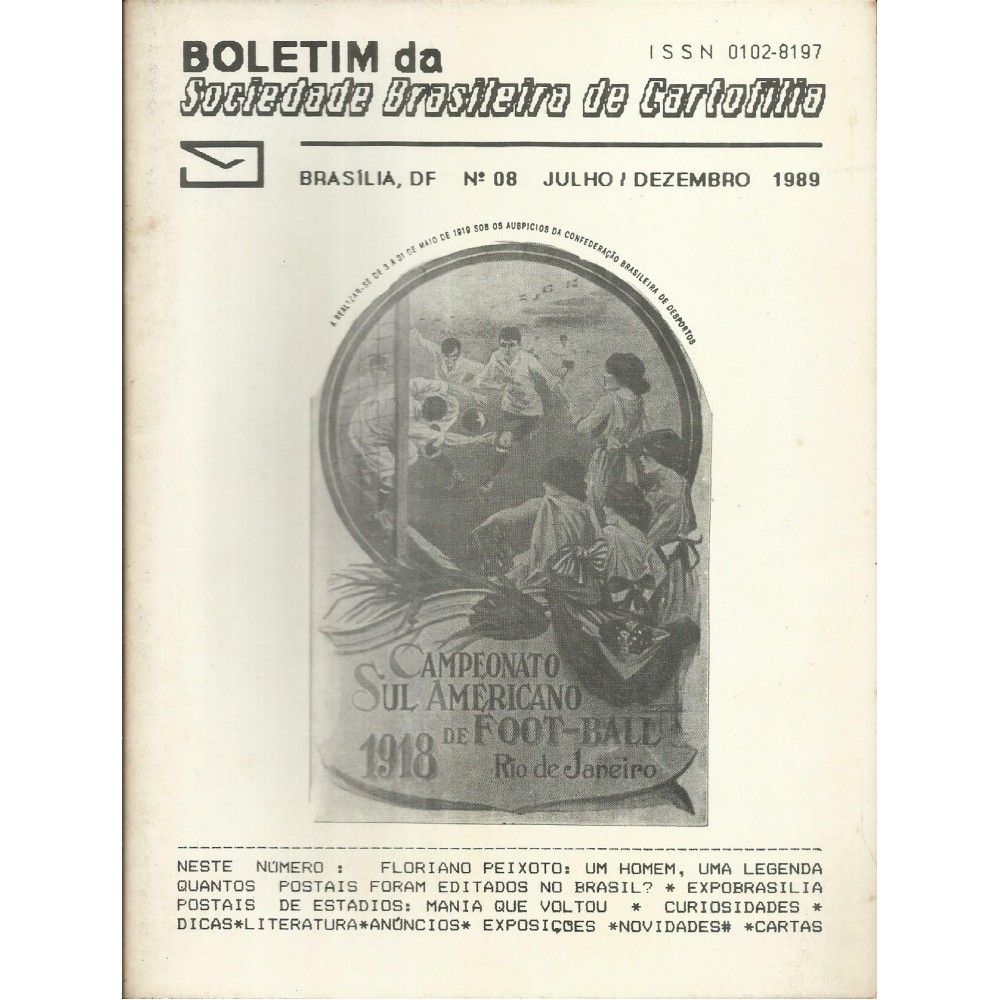 BOLETIM da
ISSN 0102-8197
Sociedade Brasileira de Cartofilia
BRASÍLIA, DF Nº 08 JULHO / DEZEMBRO 1989
A REALIZAR-SE DE 3 A 31 DE MAIO DE 1919 SOB OS AUSPICIOS DA CONFEDERAÇÃO BRASILEIRA DE DESPORTOS
CAMPEONATO
SUL AMERICANO
DE FOOT-BALL
1918 Rio de Janeiro
NESTE NÚMERO : FLORIANO PEIXOTO: UM HOMEM, UMA LEGENDA
QUANTOS POSTAIS FORAM EDITADOS NO BRASIL? * EXPOBRASILIA
POSTAIS DE ESTADIOS: MANIA QUE VOLTOU * CURIOSIDADES *
DICAS*LITERATURA*ANÚNCIOS* EXPOSIÇOES *NOVIDADES# *CARTAS